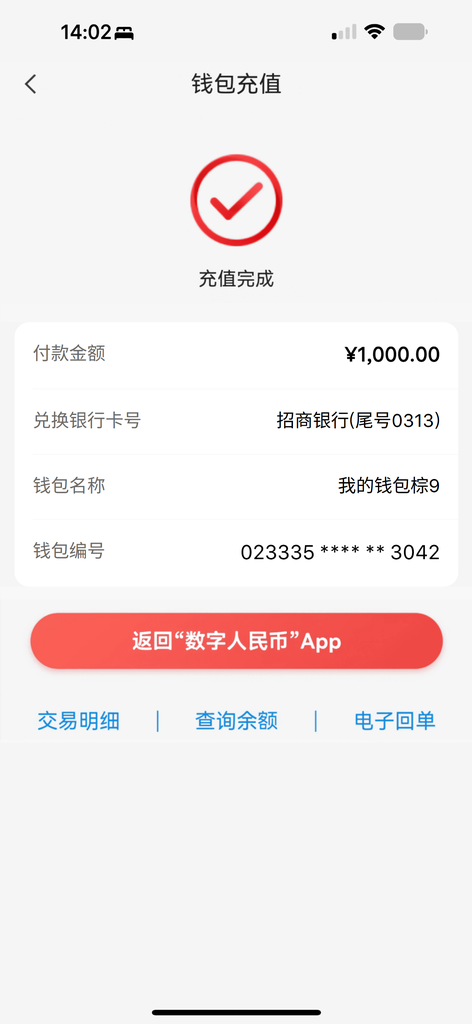 14:02
钱包充值
充值完成
付款金额 ¥1,000.00
兑换银行卡号 招商银行(尾号0313)
钱包名称 我的钱包棕9
钱包编号 023335 **** ** 3042
返回“数字人民币”App
交易明细 | 查询余额 | 电子回单